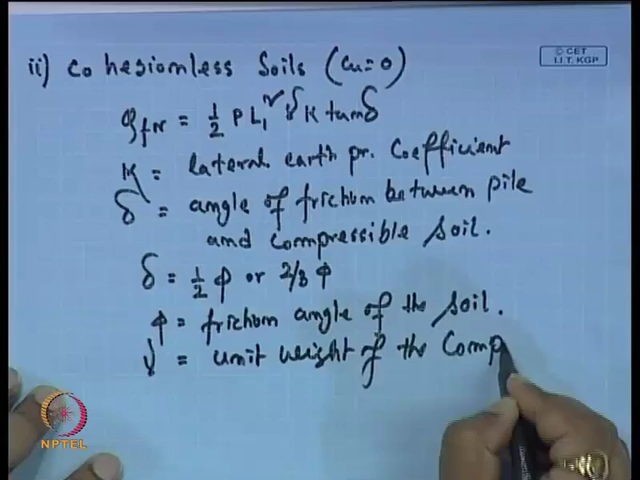 ii) Cohesionless Soils (Cu=0)
© CET
I.I.T. KGP
Qfn = 1/2 P L₁² γ K tan δ
K = lateral earth pr. Coefficient
δ = angle of friction between pile
and compressible soil.
δ = 1/2 φ or 2/3 φ
φ = friction angle of the soil.
γ = unit weight of the Comp
NPTEL